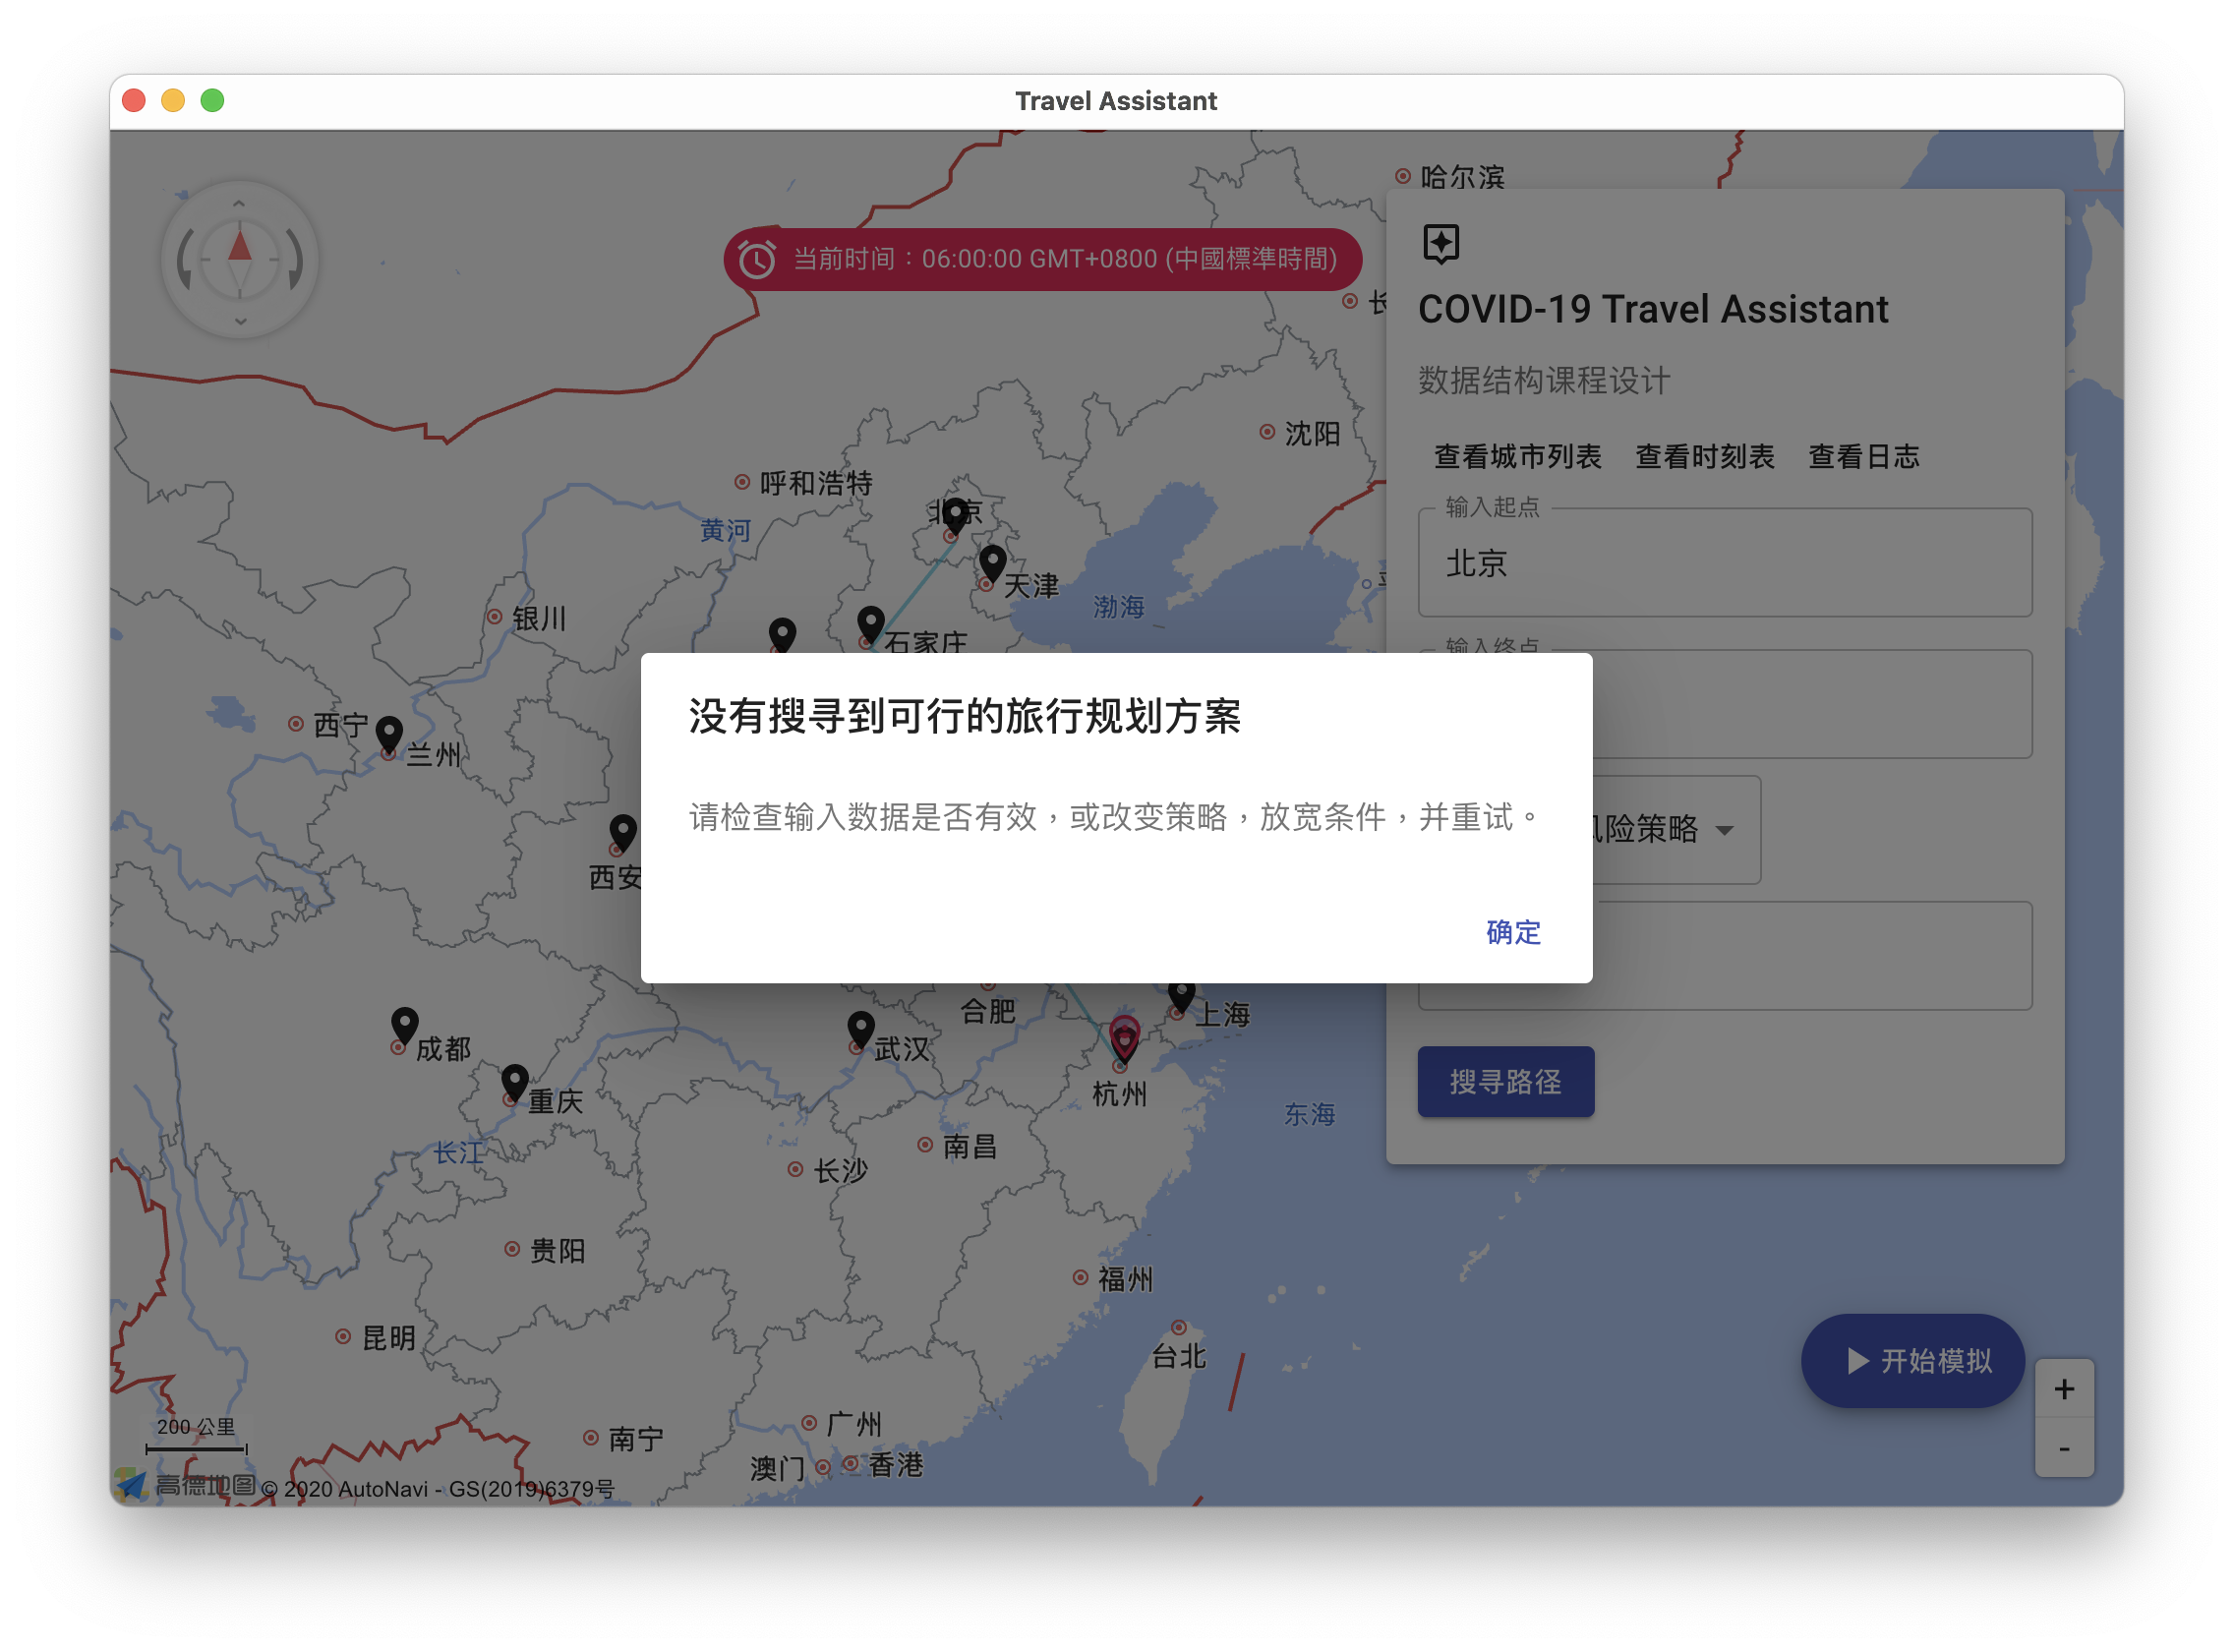 Travel Assistant
哈尔滨
当前时间：06:00:00 GMT+0800 (中國標準時間)
长
COVID-19 Travel Assistant
数据结构课程设计
沈阳
查看城市列表 查看时刻表 查看日志
呼和浩特
北京
黄河
输入起点
北京
天津
渤海
银川
石家庄
输入终点
没有搜寻到可行的旅行规划方案
西宁
兰州
请检查输入数据是否有效，或改变策略，放宽条件，并重试。
险策略
西安
确定
合肥
上海
成都
武汉
搜寻路径
杭州
重庆
东海
南昌
长江
长沙
贵阳
福州
昆明
台北
开始模拟
+
200 公里
广州
南宁
-
澳门
香港
高德地图 © 2020 AutoNavi - GS(2019)6379号